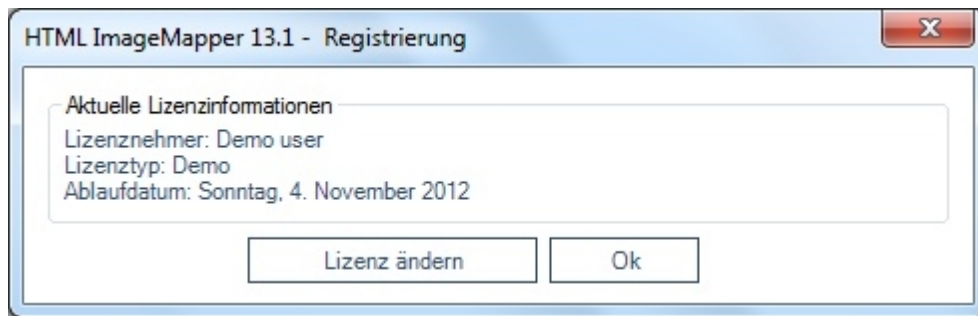 HTML ImageMapper 13.1 - Registrierung
Aktuelle Lizenzinformationen
Lizenznehmer: Demo user
Lizenztyp: Demo
Ablaufdatum: Sonntag, 4. November 2012
Lizenz ändern
Ok